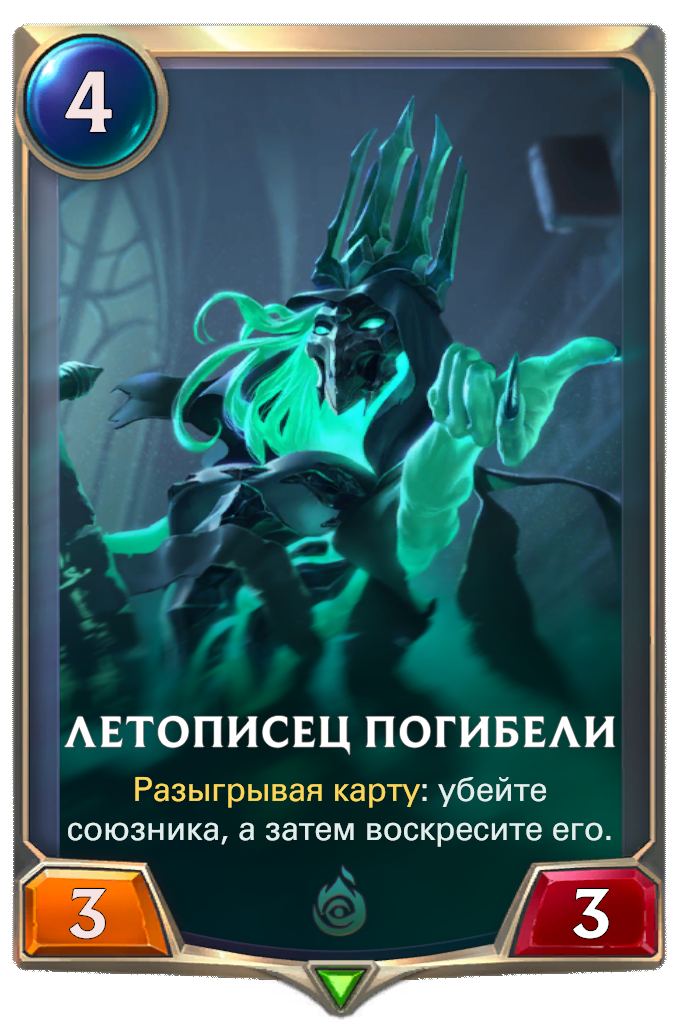 4
ЛЕТОПИСЕЦ ПОГИБЕЛИ
Разыгрывая карту: убейте
союзника, а затем воскресите его.
3
3